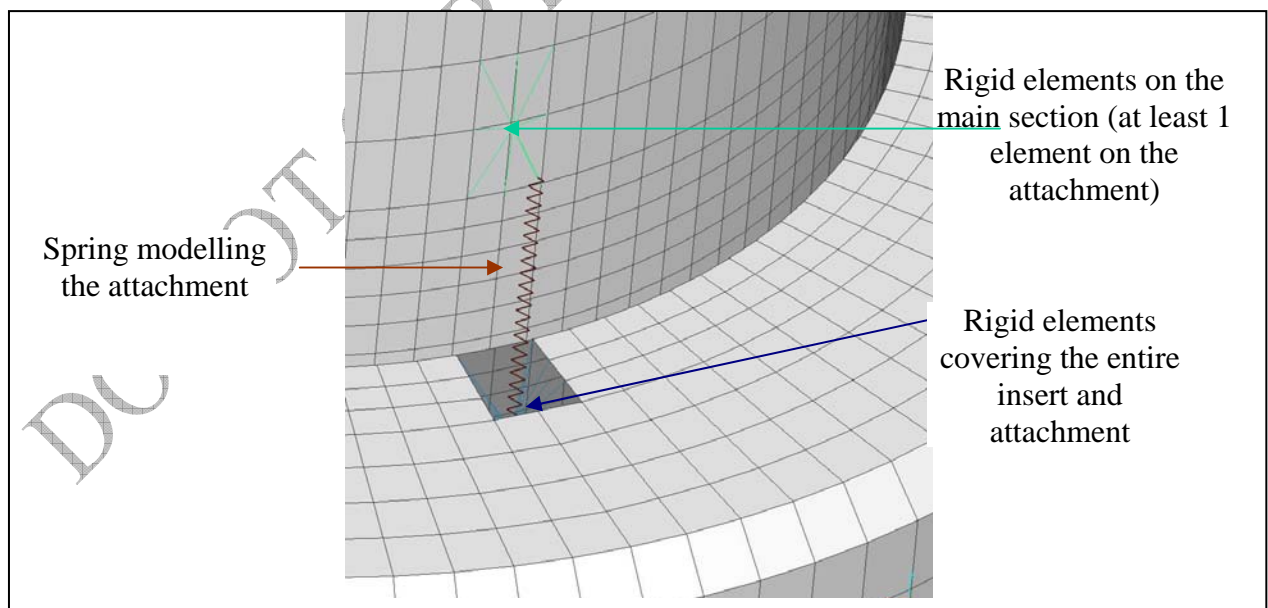 Rigid elements on the
main section (at least 1
element on the
attachment)
Spring modelling
the attachment
Rigid elements
covering the entire
insert and
attachment